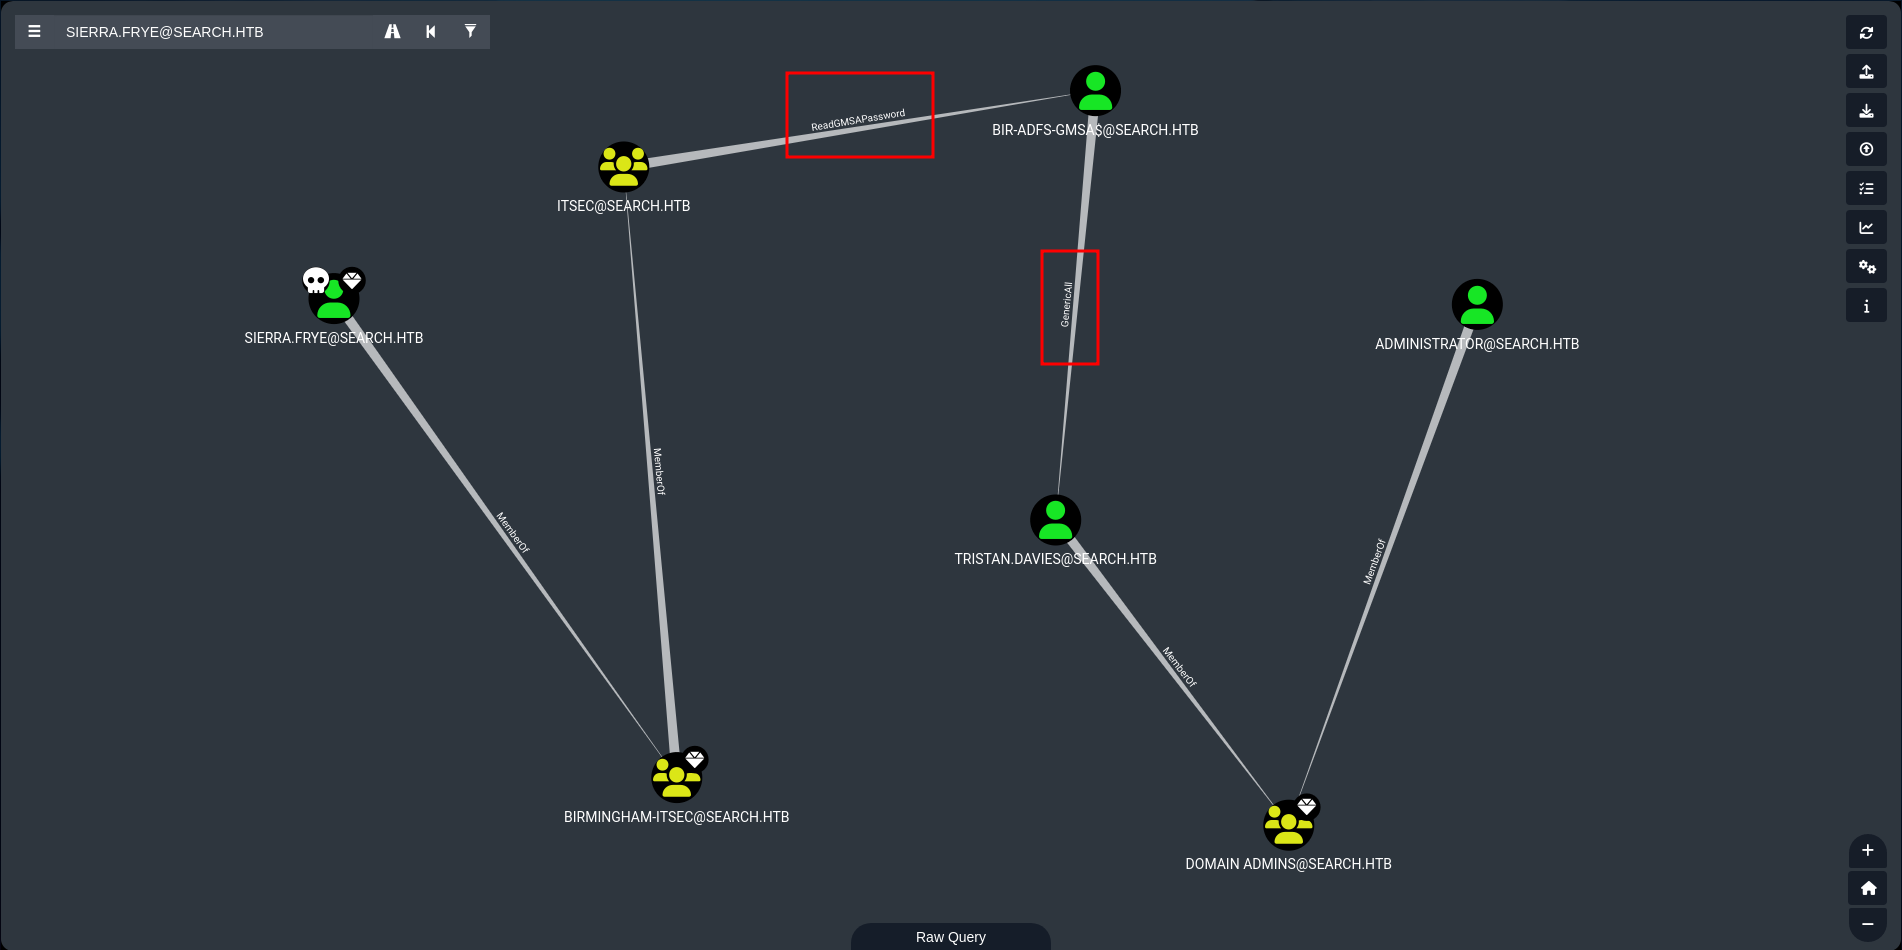 SIERRA.FRYE@SEARCH.HTB
ReadGMSAPassword
BIR-ADFS-GMSA$@SEARCH.HTB
ITSEC@SEARCH.HTB
GenericAll
SIERRA.FRYE@SEARCH.HTB
ADMINISTRATOR@SEARCH.HTB
MemberOf
MemberOf
TRISTAN.DAVIES@SEARCH.HTB
MemberOf
MemberOf
BIRMINGHAM-ITSEC@SEARCH.HTB
DOMAIN ADMINS@SEARCH.HTB
Raw Query